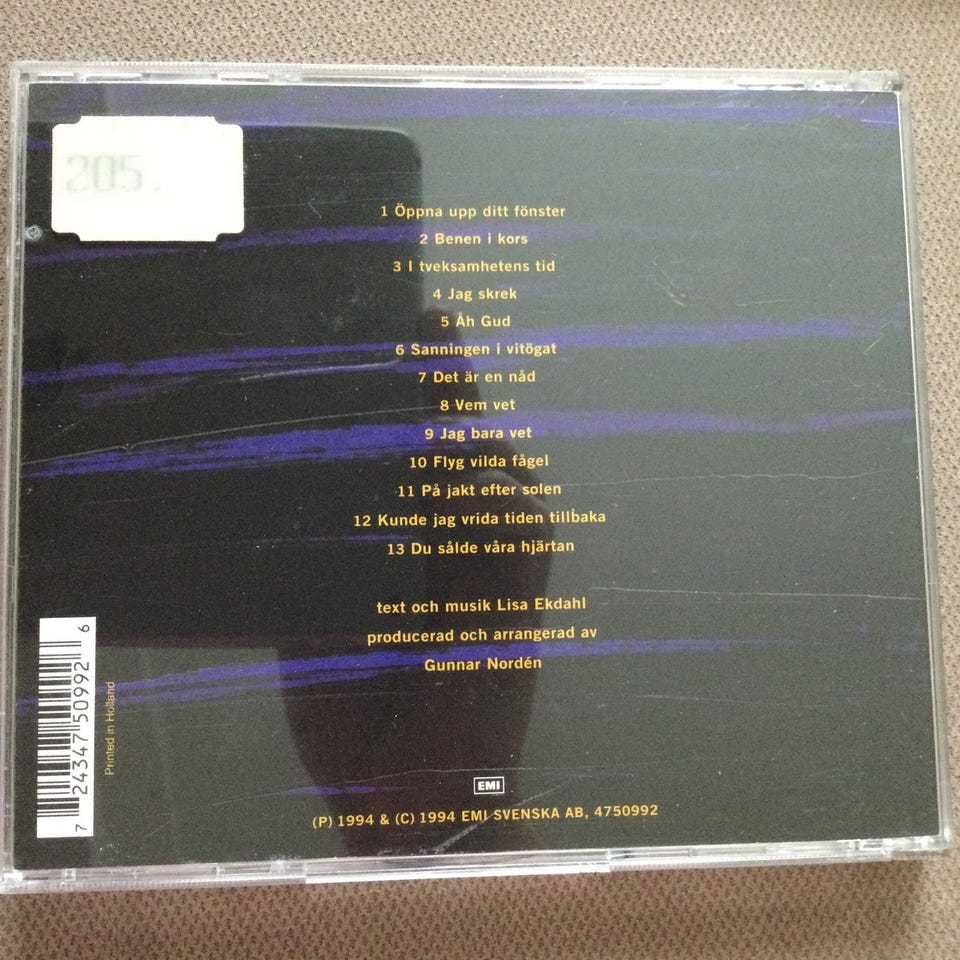 205.
1 Öppna upp ditt fönster
2 Benen i kors
3 I tveksamhetens tid
4 Jag skrek
5 Åh Gud
6 Sanningen i vitögat
7 Det är en nåd
8 Vem vet
9 Jag bara vet
10 Flyg vilda fågel
11 På jakt efter solen
12 Kunde jag vrida tiden tillbaka
13 Du sålde våra hjärtan
text och musik Lisa Ekdahl
producerad och arrangerad av
Gunnar Nordén
7 24347 50992 6
Printed in Holland
EMI
(P) 1994 & (C) 1994 EMI SVENSKA AB, 4750992